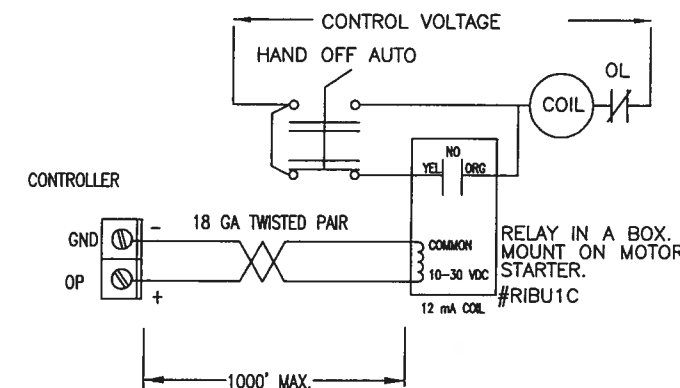 CONTROL VOLTAGE
HAND OFF AUTO
OL
COIL
NO
YEL ORG
CONTROLLER
18 GA TWISTED PAIR
GND -
OP +
COMMON
10-30 VDC
12 mA COIL
RELAY IN A BOX.
MOUNT ON MOTOR
STARTER.
#RIBU1C
1000' MAX.